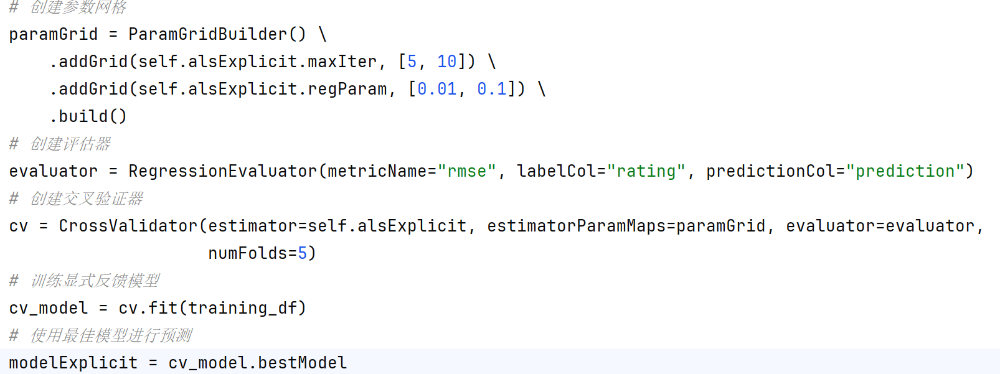 # 创建参数网格
paramGrid = ParamGridBuilder() \
    .addGrid(self.alsExplicit.maxIter, [5, 10]) \
    .addGrid(self.alsExplicit.regParam, [0.01, 0.1]) \
    .build()
# 创建评估器
evaluator = RegressionEvaluator(metricName="rmse", labelCol="rating", predictionCol="prediction")
# 创建交叉验证器
cv = CrossValidator(estimator=self.alsExplicit, estimatorParamMaps=paramGrid, evaluator=evaluator,
                    numFolds=5)
# 训练显式反馈模型
cv_model = cv.fit(training_df)
# 使用最佳模型进行预测
modelExplicit = cv_model.bestModel